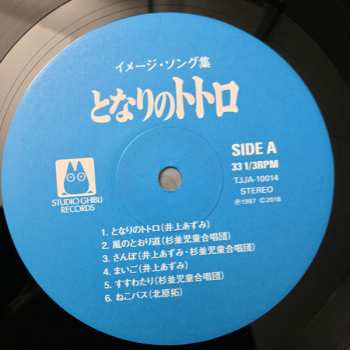 イメージ・ソング集
となりのトトロ
SIDE A
33 1/3RPM
TJJA-10014
STEREO
℗1987 ©2018
STUDIO GHIBLI
RECORDS
1. となりのトトロ(井上あずみ)
2. 風のとおり道(杉並児童合唱団)
3. さんぽ(井上あずみ・杉並児童合唱団)
4. まいご(井上あずみ)
5. すすわたり(杉並児童合唱団)
6. ねこバス(北原拓)